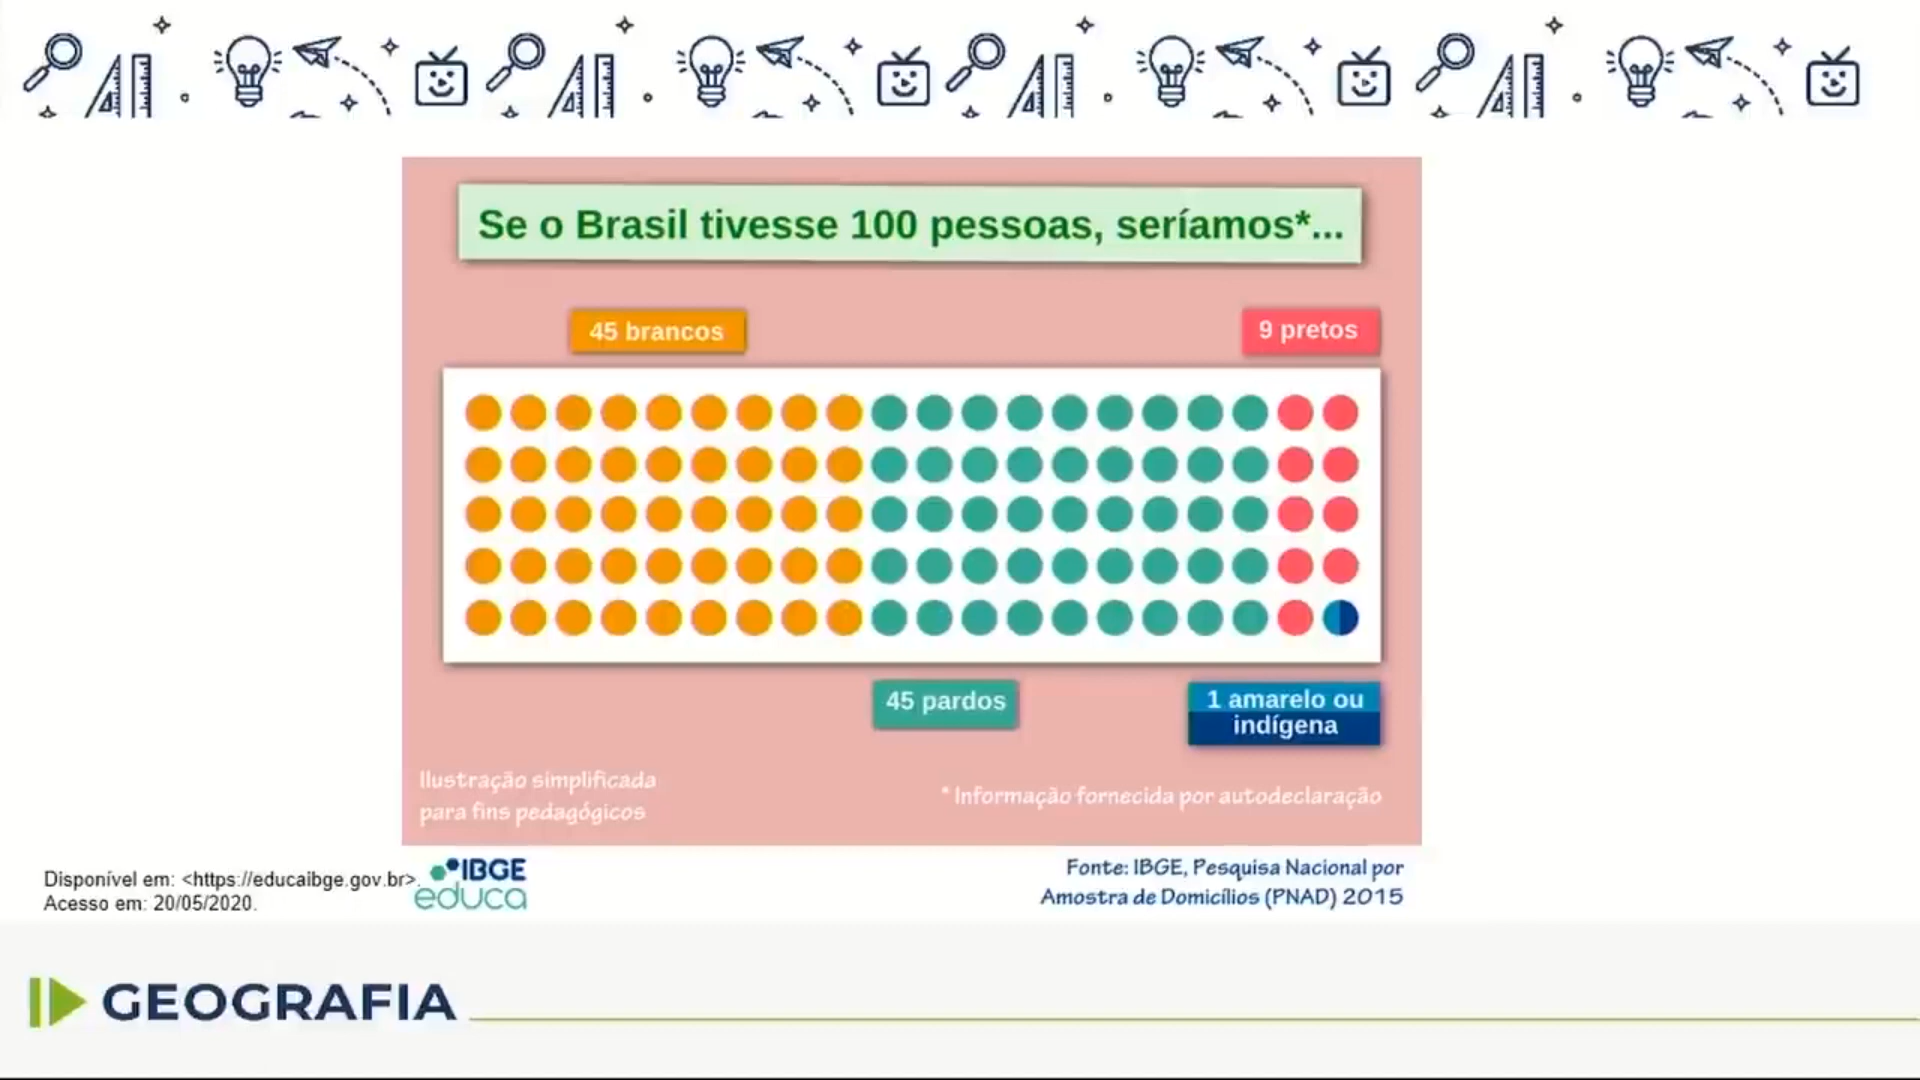 Se o Brasil tivesse 100 pessoas, seríamos*...
45 brancos
9 pretos
45 pardos
1 amarelo ou
indígena
Ilustração simplificada
para fins pedagógicos
* Informação fornecida por autodeclaração
Disponível em: <https://educaibge.gov.br>.
Acesso em: 20/05/2020.
IBGE
educa
Fonte: IBGE, Pesquisa Nacional por
Amostra de Domicílios (PNAD) 2015
GEOGRAFIA